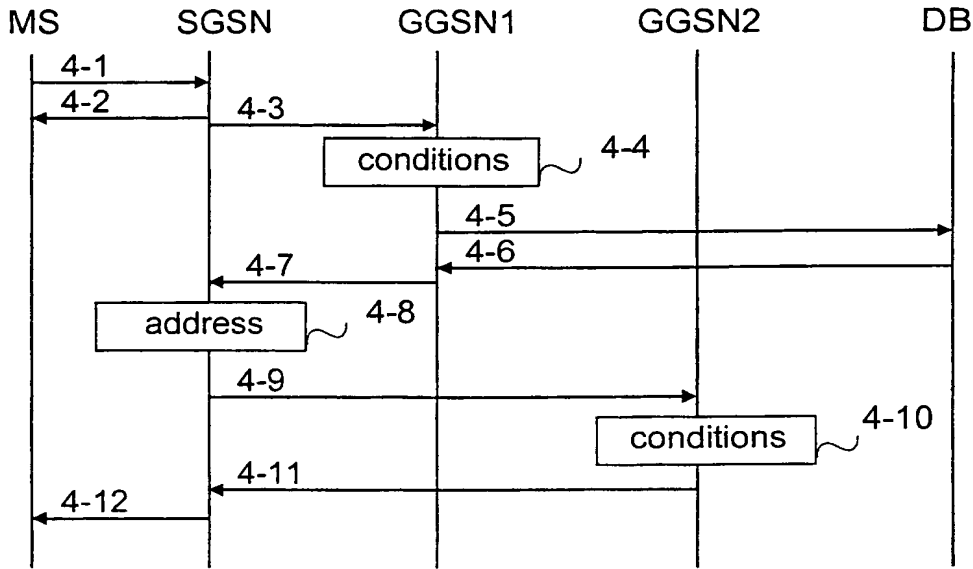 MS SGSN GGSN1 GGSN2 DB
4-1
4-2 4-3
conditions 4-4
4-5
4-6
4-7
address 4-8
4-9
conditions 4-10
4-11
4-12